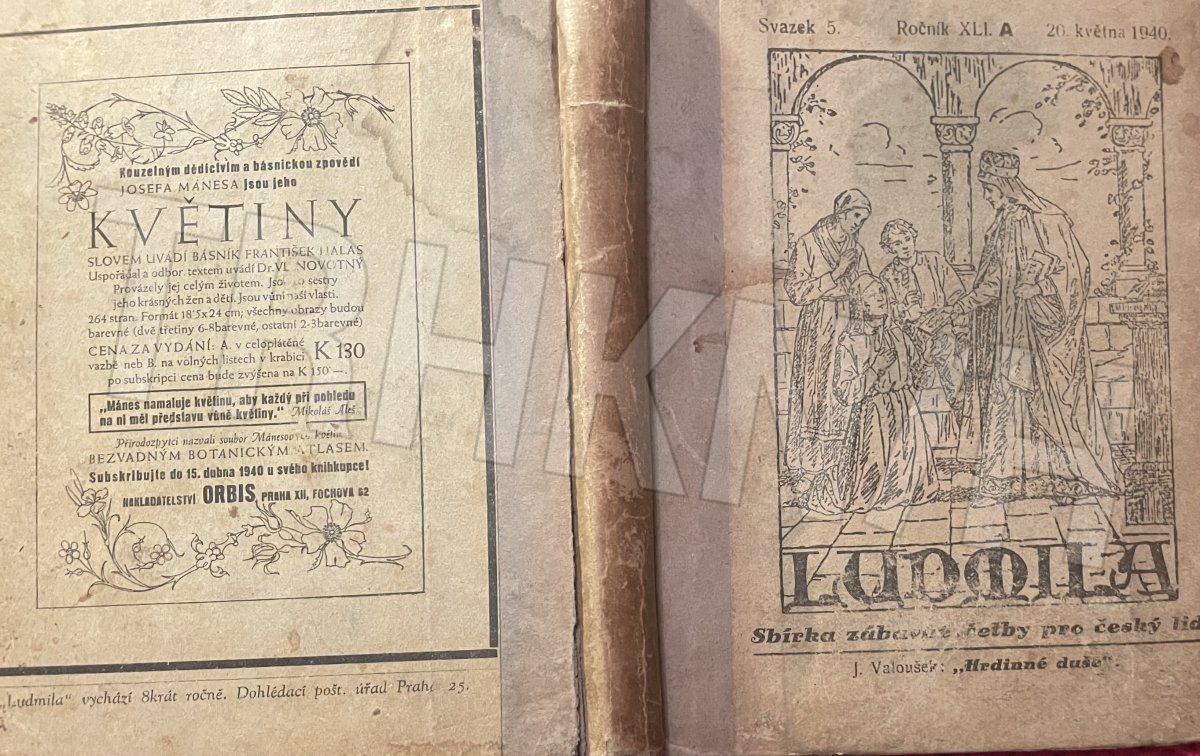 Kouzelným dědictvím a básnickou zpovědí
JOSEFA MÁNESA jsou jeho
KVĚTINY
SLOVEM UVÁDÍ BÁSNÍK FRANTIŠEK HALAS
Uspořádal a odbor. textem uvádí Dr. VL NOVOTNÝ
Provázely jej celým životem. sestry
jeho krásných žen a dětí. Jsou vůní naší vlasti.
264 stran. Formát 18'5x24 cm; všechny obrazy budou
barevné (dvě třetiny 6-8barevné, ostatní 2-3barevné)
CENA ZA VYDÁNÍ: A. v celoplátěné
vazbě neb B. na volných listech v krabici K 130
po subskripci cena bude zvýšena na K 150'—.
„Mánes namaluje květinu, aby každý při pohledu
na ni měl představu vůně květiny." Mikoláš Aleš
Přírodozpytci nazvali soubor Mánesových
BEZVADNÝM BOTANICKÝM ATLASEM.
Subskribujte do 15. dubna 1940 u svého knihkupce!
NAKLADATELSTVÍ ORBIS, PRAHA XII, FOCHOVA 62
„Ludmila" vychází 8krát ročně. Dohlédací pošt. úřad Praha 25.
Svazek 5. Ročník XLI. A 20. května 1940.
LUDMILA
Sbírka zábavné četby pro český lid
J. Valoušek: „Hrdinné duše".